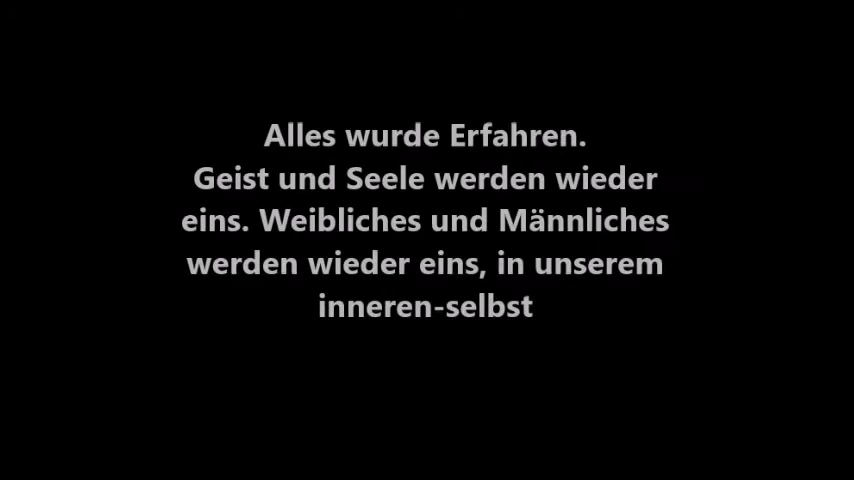 Alles wurde Erfahren.
Geist und Seele werden wieder
eins. Weibliches und Männliches
werden wieder eins, in unserem
inneren-selbst